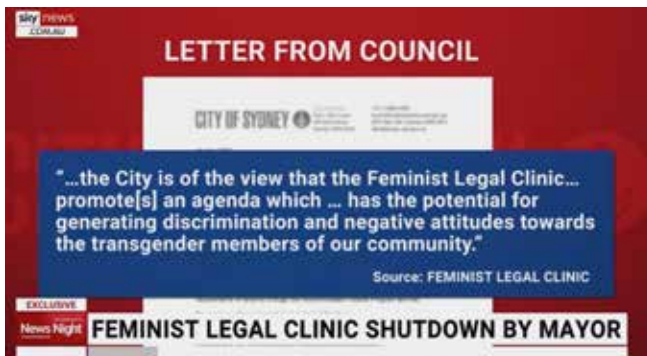 sky news
.COM.AU
LETTER FROM COUNCIL
CITY OF SYDNEY
“...the City is of the view that the Feminist Legal Clinic...
promote[s] an agenda which ... has the potential for
generating discrimination and negative attitudes towards
the transgender members of our community.”
Source: FEMINIST LEGAL CLINIC
EXCLUSIVE
News Night
FEMINIST LEGAL CLINIC SHUTDOWN BY MAYOR